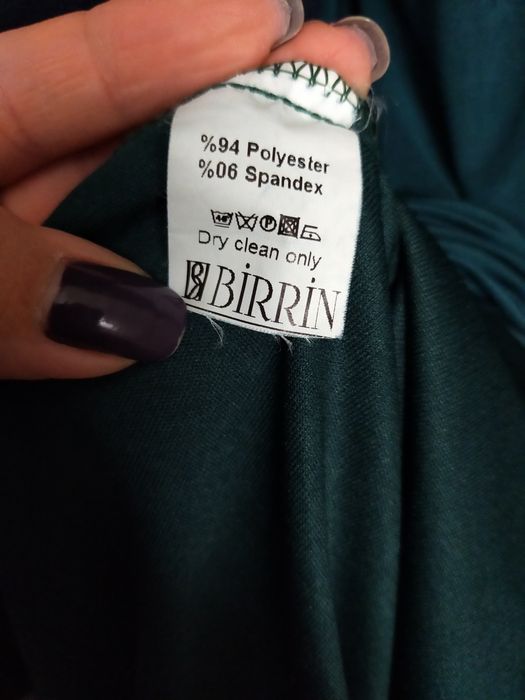 %94 Polyester
%06 Spandex
Dry clean only
BİRRİN